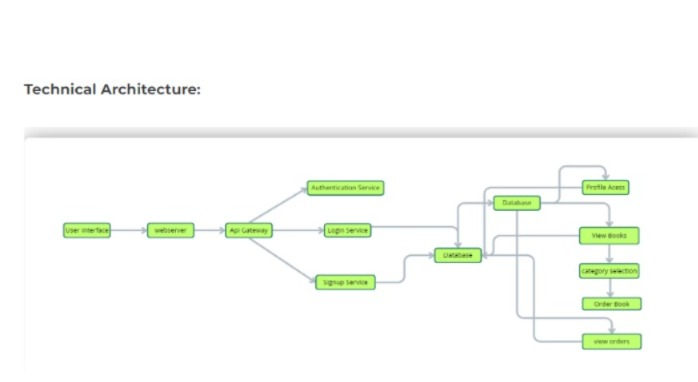 Technical Architecture:
User Interface
webserver
Api Gateway
Authentication Service
Login Service
Signup Service
Database
Database
Profile Acess
View Books
category selection
Order Book
view orders